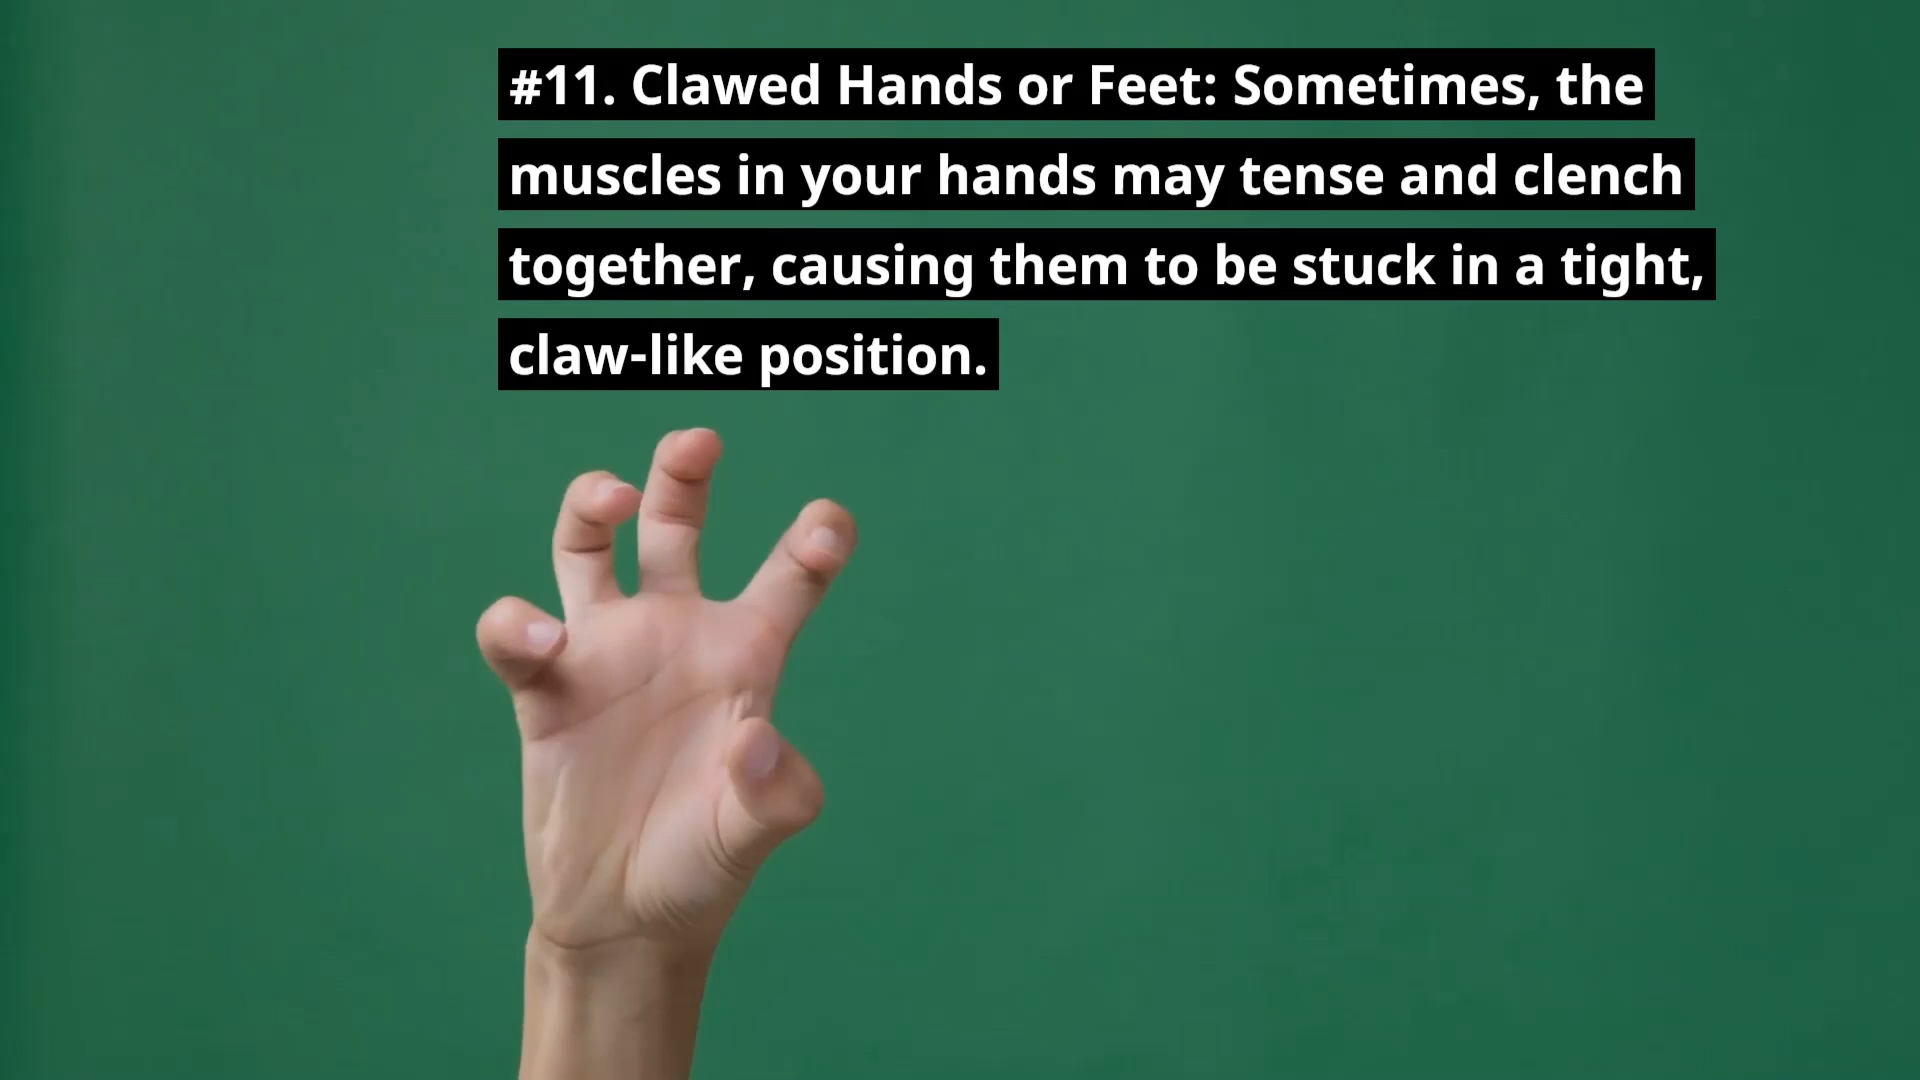 #11. Clawed Hands or Feet: Sometimes, the
muscles in your hands may tense and clench
together, causing them to be stuck in a tight,
claw-like position.